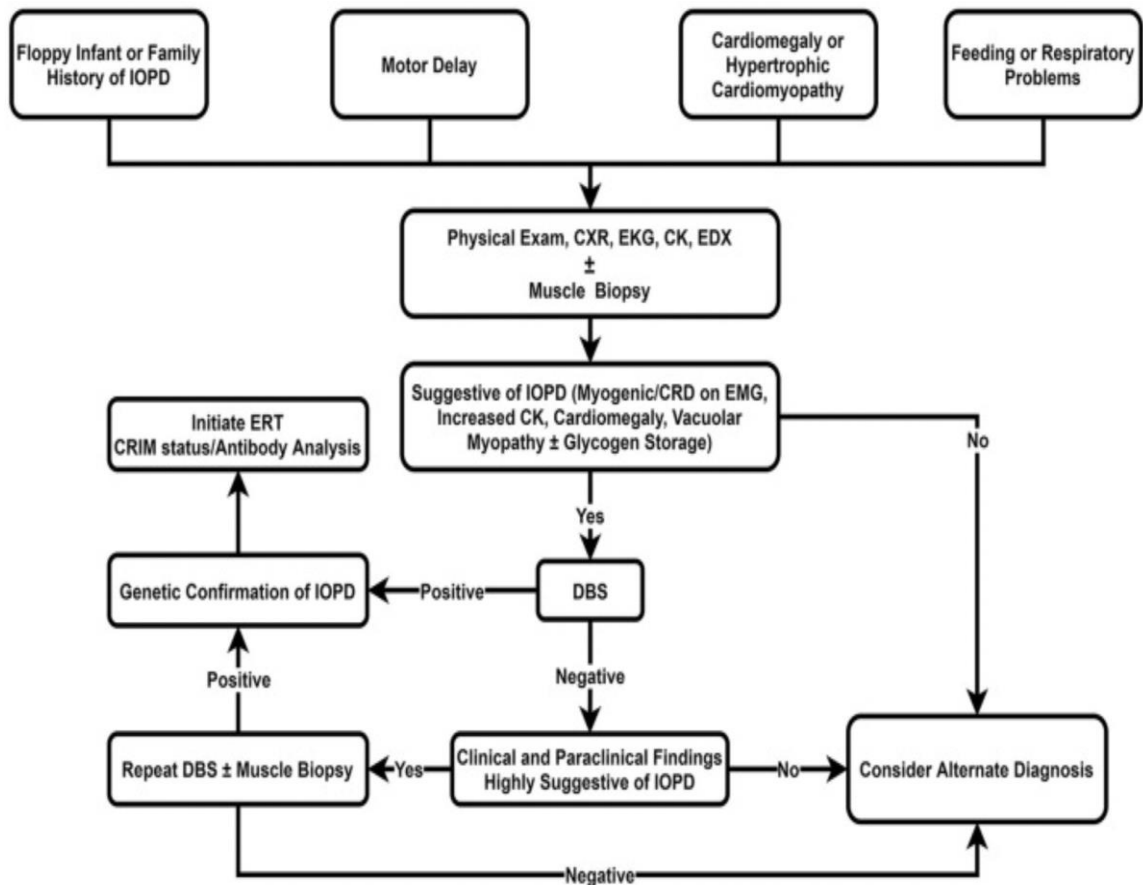 Floppy Infant or Family
History of IOPD
Motor Delay
Cardiomegaly or
Hypertrophic
Cardiomyopathy
Feeding or Respiratory
Problems
Physical Exam, CXR, EKG, CK, EDX
±
Muscle Biopsy
Suggestive of IOPD (Myogenic/CRD on EMG,
Increased CK, Cardiomegaly, Vacuolar
Myopathy ± Glycogen Storage)
No
Yes
Initiate ERT
CRIM status/Antibody Analysis
Genetic Confirmation of IOPD
Positive
DBS
Negative
Positive
Repeat DBS ± Muscle Biopsy
Yes
Clinical and Paraclinical Findings
Highly Suggestive of IOPD
No
Consider Alternate Diagnosis
Negative